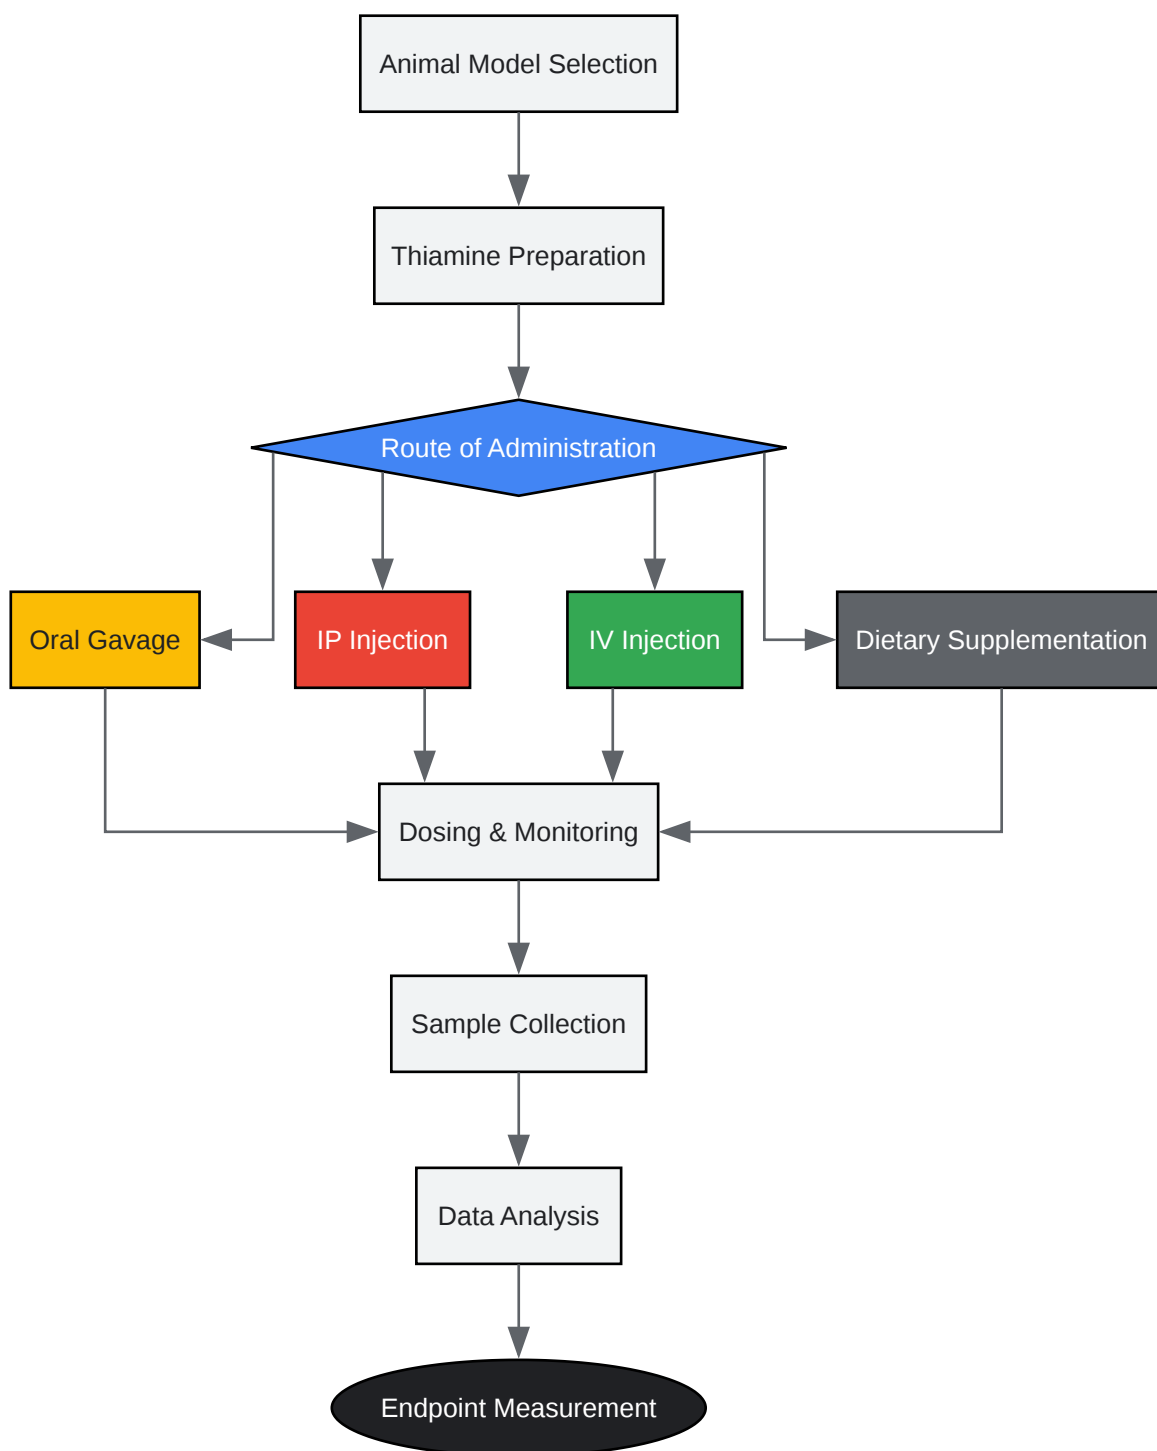 Animal Model Selection
Thiamine Preparation
Route of Administration
Oral Gavage
IP Injection
IV Injection
Dietary Supplementation
Dosing & Monitoring
Sample Collection
Data Analysis
Endpoint Measurement